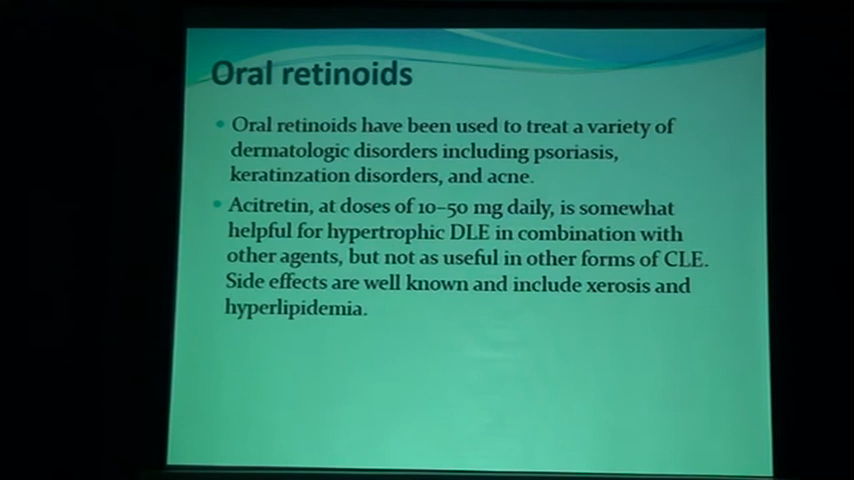 Oral retinoids
• Oral retinoids have been used to treat a variety of
dermatologic disorders including psoriasis,
keratinzation disorders, and acne.
• Acitretin, at doses of 10–50 mg daily, is somewhat
helpful for hypertrophic DLE in combination with
other agents, but not as useful in other forms of CLE.
Side effects are well known and include xerosis and
hyperlipidemia.